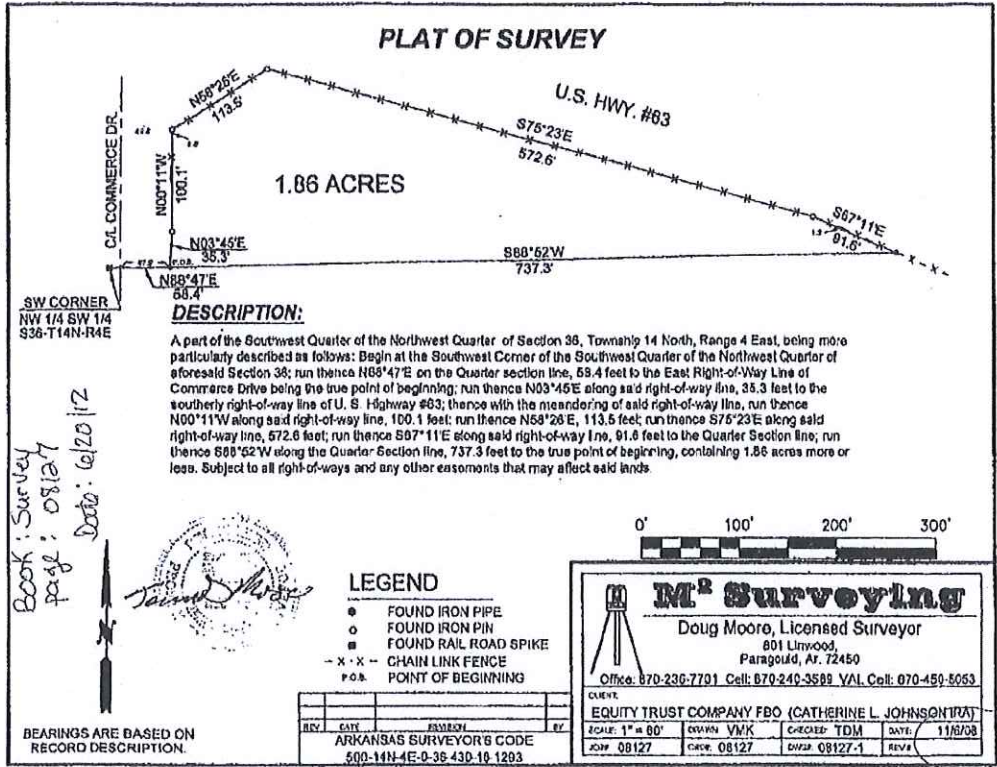 PLAT OF SURVEY
U.S. HWY. #63
C/L COMMERCE DR.
N58°26'E
113.5'
S75°23'E
572.6'
N00°11'W
100.1'
1.86 ACRES
S67°11'E
91.6'
N03°45'E
35.3'
S88°52'W
737.3'
P.O.B.
N88°47'E
58.4'
SW CORNER
NW 1/4 SW 1/4
S36-T14N-R4E
DESCRIPTION:
A part of the Southwest Quarter of the Northwest Quarter of Section 36, Township 14 North, Range 4 East, being more
particularly described as follows: Begin at the Southwest Corner of the Southwest Quarter of the Northwest Quarter of
aforesaid Section 36; run thence N88°47'E on the Quarter section line, 58.4 feet to the East Right-of-Way Line of
Commerce Drive being the true point of beginning; run thence N03°45'E along said right-of-way line, 35.3 feet to the
southerly right-of-way line of U. S. Highway #63; thence with the meandering of said right-of-way line, run thence
N00°11'W along said right-of-way line, 100.1 feet; run thence N58°26'E, 113.5 feet; run thence S75°23'E along said
right-of-way line, 572.6 feet; run thence S67°11'E along said right-of-way line, 91.6 feet to the Quarter Section line; run
thence S88°52'W along the Quarter Section line, 737.3 feet to the true point of beginning, containing 1.86 acres more or
less. Subject to all right-of-ways and any other easements that may affect said lands.
Book: Survey
page: 08127
Date: 6/20/12
0' 100' 200' 300'
N
BEARINGS ARE BASED ON
RECORD DESCRIPTION.
LEGEND
FOUND IRON PIPE
FOUND IRON PIN
FOUND RAIL ROAD SPIKE
- X - X - CHAIN LINK FENCE
P.O.B. POINT OF BEGINNING
REV DATE REVISION BY
ARKANSAS SURVEYOR'S CODE
500-14N-4E-0-36-430-16-1293
M² Surveying
Doug Moore, Licensed Surveyor
801 Linwood,
Paragould, Ar. 72450
Office: 870-236-7701 Cell: 870-240-3589 VAL Cell: 870-450-5053
CLIENT:
EQUITY TRUST COMPANY FBO (CATHERINE L. JOHNSON IRA)
SCALE: 1" = 80' DRAWN: VMK CHECKED: TDM DATE: 11/6/08
JOB# 08127 CRD#: 08127 DWG#: 08127-1 REV#